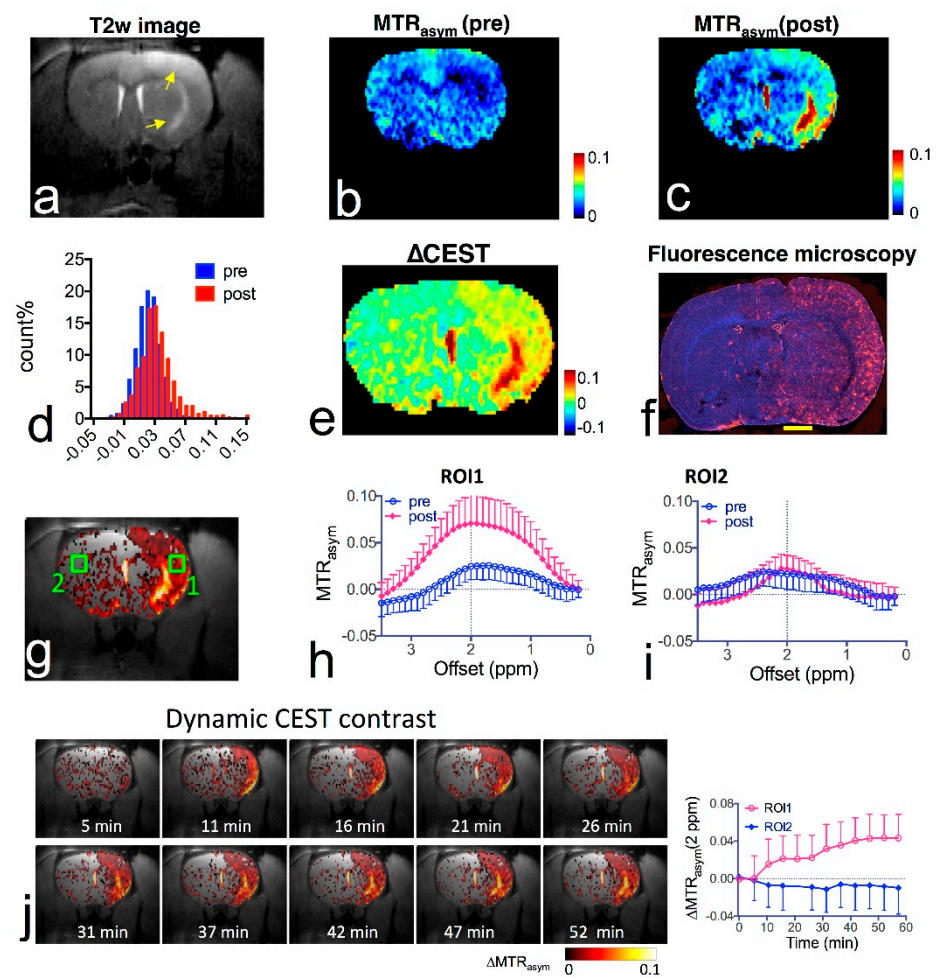 T2w image
MTRasym (pre)
MTRasym (post)
a
b
0.1
0
c
0.1
0
25
20
15
10
5
0
count%
pre
post
-0.05
-0.01
0.03
0.07
0.11
0.15
d
ΔCEST
e
0.1
0
-0.1
Fluorescence microscopy
f
2
1
g
ROI1
pre
post
0.10
0.05
0.00
-0.05
MTRasym
3
2
1
0
Offset (ppm)
h
ROI2
pre
post
0.10
0.05
0.00
-0.05
MTRasym
3
2
1
0
Offset (ppm)
i
Dynamic CEST contrast
5 min
11 min
16 min
21 min
26 min
31 min
37 min
42 min
47 min
52 min
j
ΔMTRasym
0
0.1
ROI1
ROI2
0.08
0.04
0.00
-0.04
ΔMTRasym(2 ppm)
0 10 20 30 40 50 60
Time (min)